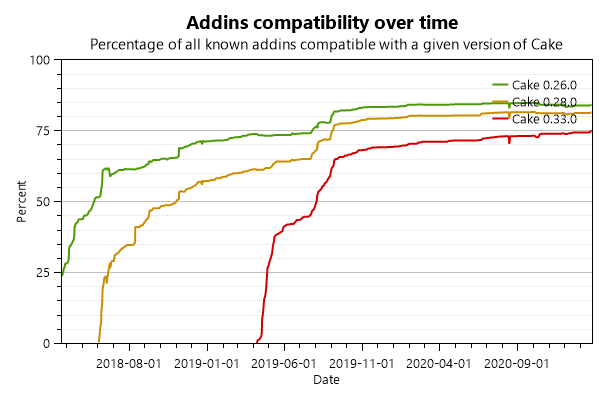 Addins compatibility over time
Percentage of all known addins compatible with a given version of Cake
100
75
50
25
0
Percent
Cake 0.26.0
Cake 0.28.0
Cake 0.33.0
2018-08-01
2019-01-01
2019-06-01
2019-11-01
2020-04-01
2020-09-01
Date